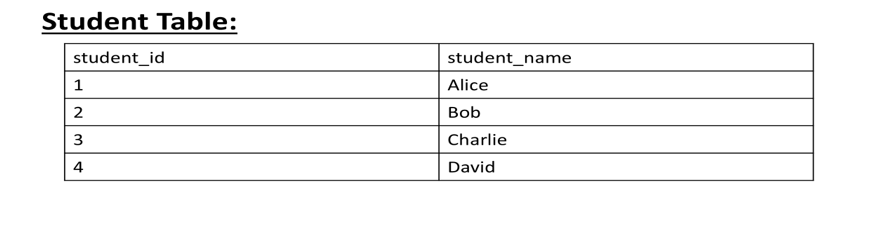 Student Table:
student_id student_name
1 Alice
2 Bob
3 Charlie
4 David